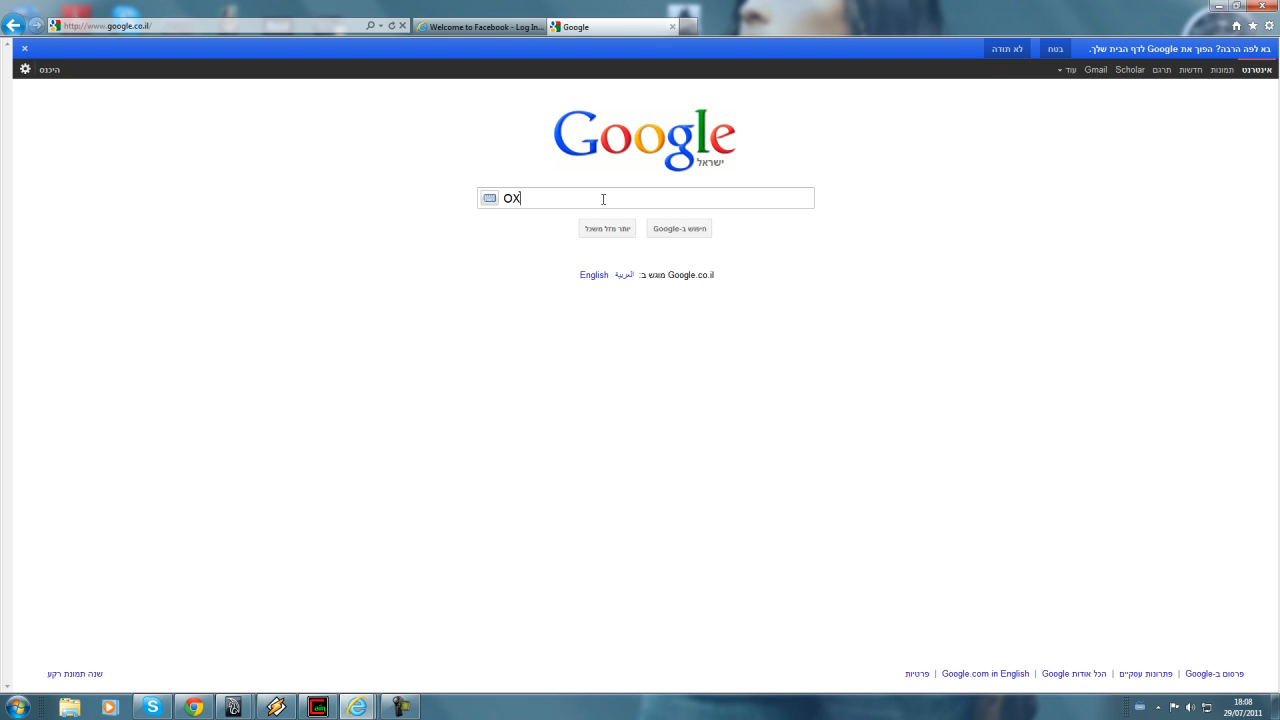 http://www.google.co.il/
Welcome to Facebook - Log In...
Google
בא לפה הרבה? הפוך את Google לדף הבית שלך.
בטח
לא תודה
אינטרנט תמונות חדשות תרגם Scholar Gmail עוד
היכנס
Google
ישראל
OX
חיפוש ב-Google
יותר מזל משכל
Google.co.il מוגש ב: العربية English
פרסום ב-Google | פתרונות עסקיים | הכל אודות Google | Google.com in English | פרטיות
שנה תמונת רקע
Cain
18:08
29/07/2011